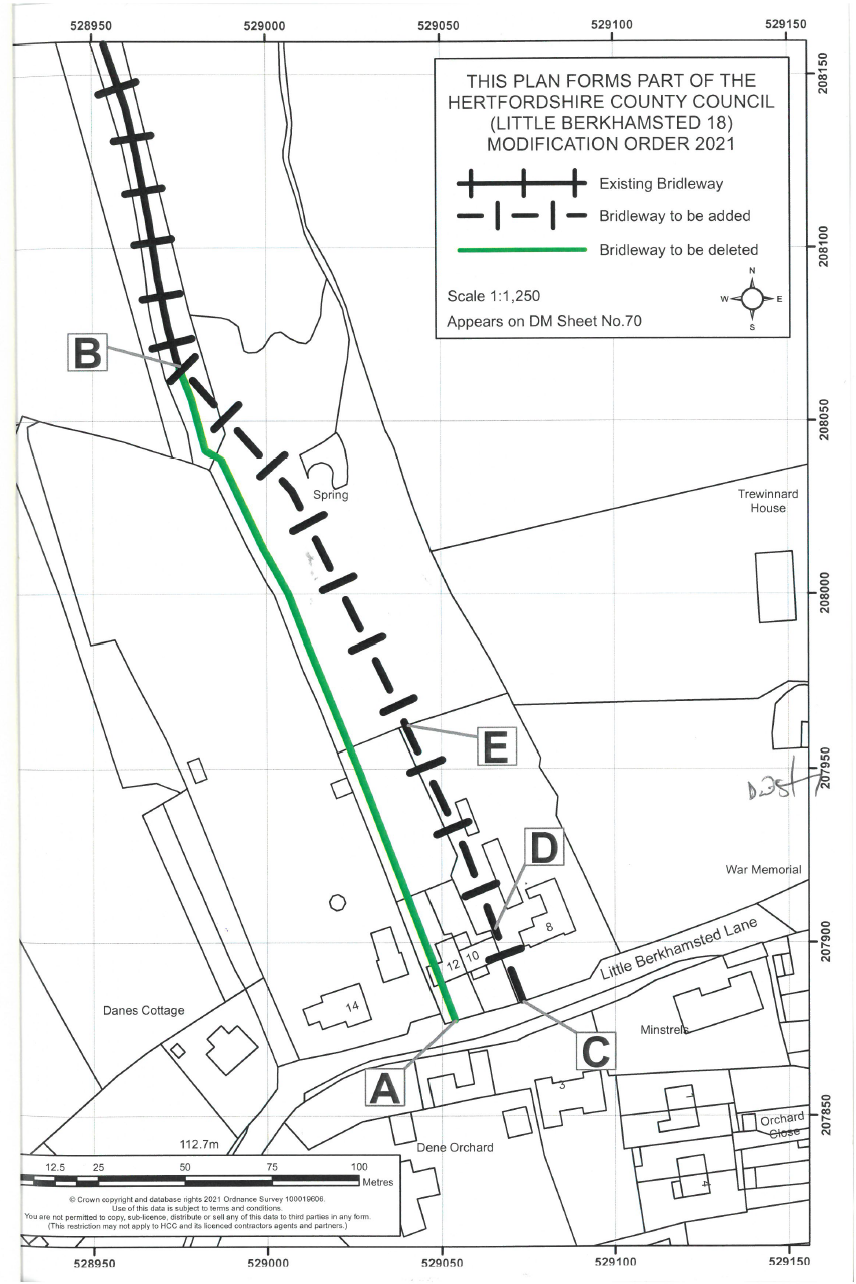 528950 529000 529050 529100 529150
208150
THIS PLAN FORMS PART OF THE
HERTFORDSHIRE COUNTY COUNCIL
(LITTLE BERKHAMSTED 18)
MODIFICATION ORDER 2021
Existing Bridleway
Bridleway to be added
Bridleway to be deleted
N
W E
S
Scale 1:1,250
Appears on DM Sheet No.70
208100
B
208050
Spring
Trewinnard
House
208000
E
207950
D
War Memorial
8
207900
Little Berkhamsted Lane
12 10
14
Danes Cottage
Minstrels
C
A
3
1
207850
Orchard
Close
112.7m
Dene Orchard
4
12.5 25 50 75 100
Metres
© Crown copyright and database rights 2021 Ordnance Survey 100019606.
Use of this data is subject to terms and conditions.
You are not permitted to copy, sub-licence, distribute or sell any of this data to third parties in any form.
(This restriction may not apply to HCC and its licenced contractors agents and partners.)
528950 529000 529050 529100 529150